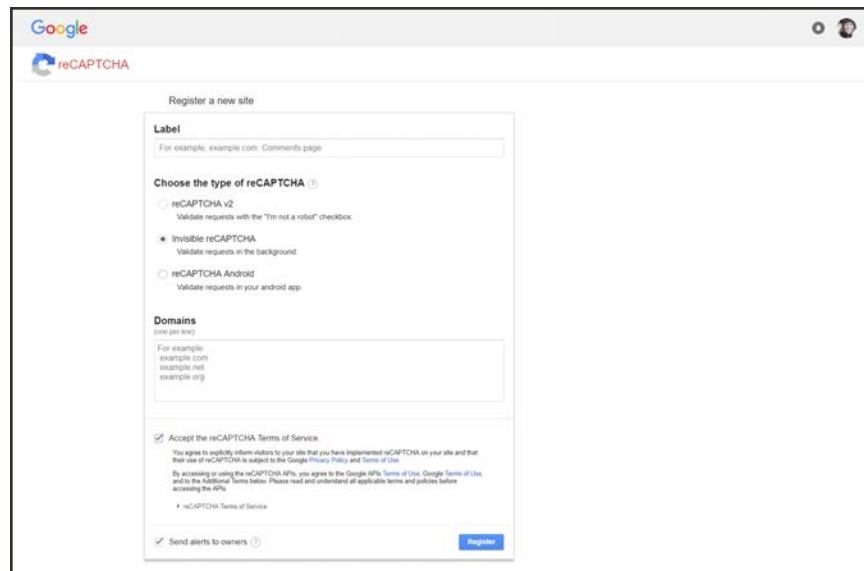 Google
reCAPTCHA
Register a new site
Label
For example, example.com: Comments page
Choose the type of reCAPTCHA ?
reCAPTCHA v2
Validate requests with the "I'm not a robot" checkbox.
Invisible reCAPTCHA
Validate requests in the background.
reCAPTCHA Android
Validate requests in your android app.
Domains
(one per line)
For example:
example.com
example.net
example.org
Accept the reCAPTCHA Terms of Service.
You agree to explicitly inform visitors to your site that you have implemented reCAPTCHA on your site and that
their use of reCAPTCHA is subject to the Google Privacy Policy and Terms of Use.
By accessing or using the reCAPTCHA APIs, you agree to the Google APIs Terms of Use, Google Terms of Use,
and to the Additional Terms below. Please read and understand all applicable terms and policies before
accessing the APIs.
reCAPTCHA Terms of Service
Send alerts to owners ?
Register